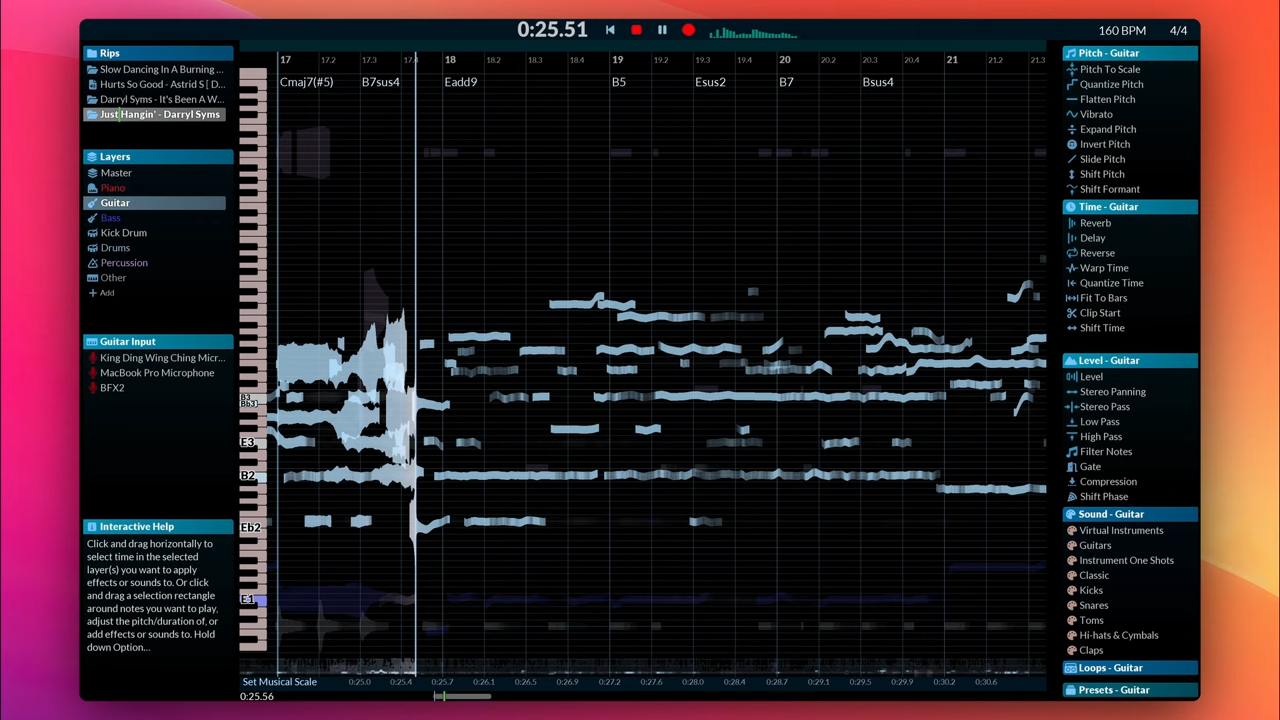 0:25.51
160 BPM 4/4
Rips
Slow Dancing In A Burning ...
Hurts So Good - Astrid S [ D...
Darryl Syms - It's Been A W...
Just Hangin' - Darryl Syms
Layers
Master
Piano
Guitar
Bass
Kick Drum
Drums
Percussion
Other
Add
Guitar Input
King Ding Wing Ching Micr...
MacBook Pro Microphone
BFX2
Interactive Help
Click and drag horizontally to
select time in the selected
layer(s) you want to apply
effects or sounds to. Or click
and drag a selection rectangle
around notes you want to play,
adjust the pitch/duration of, or
add effects or sounds to. Hold
down Option...
17 17.2 17.3 17.4 18 18.2 18.3 18.4 19 19.2 19.3 19.4 20 20.2 20.3 20.4 21 21.2 21.3
Cmaj7(#5) B7sus4 Eadd9 B5 Esus2 B7 Bsus4
B3
Bb3
E3
B2
Eb2
E1
Set Musical Scale 0:25.0 0:25.4 0:25.7 0:26.1 0:26.5 0:26.9 0:27.2 0:27.6 0:28.0 0:28.4 0:28.7 0:29.1 0:29.5 0:29.9 0:30.2 0:30.6
0:25.56
Pitch - Guitar
Pitch To Scale
Quantize Pitch
Flatten Pitch
Vibrato
Expand Pitch
Invert Pitch
Slide Pitch
Shift Pitch
Shift Formant
Time - Guitar
Reverb
Delay
Reverse
Warp Time
Quantize Time
Fit To Bars
Clip Start
Shift Time
Level - Guitar
Level
Stereo Panning
Stereo Pass
Low Pass
High Pass
Filter Notes
Gate
Compression
Shift Phase
Sound - Guitar
Virtual Instruments
Guitars
Instrument One Shots
Classic
Kicks
Snares
Toms
Hi-hats & Cymbals
Claps
Loops - Guitar
Presets - Guitar